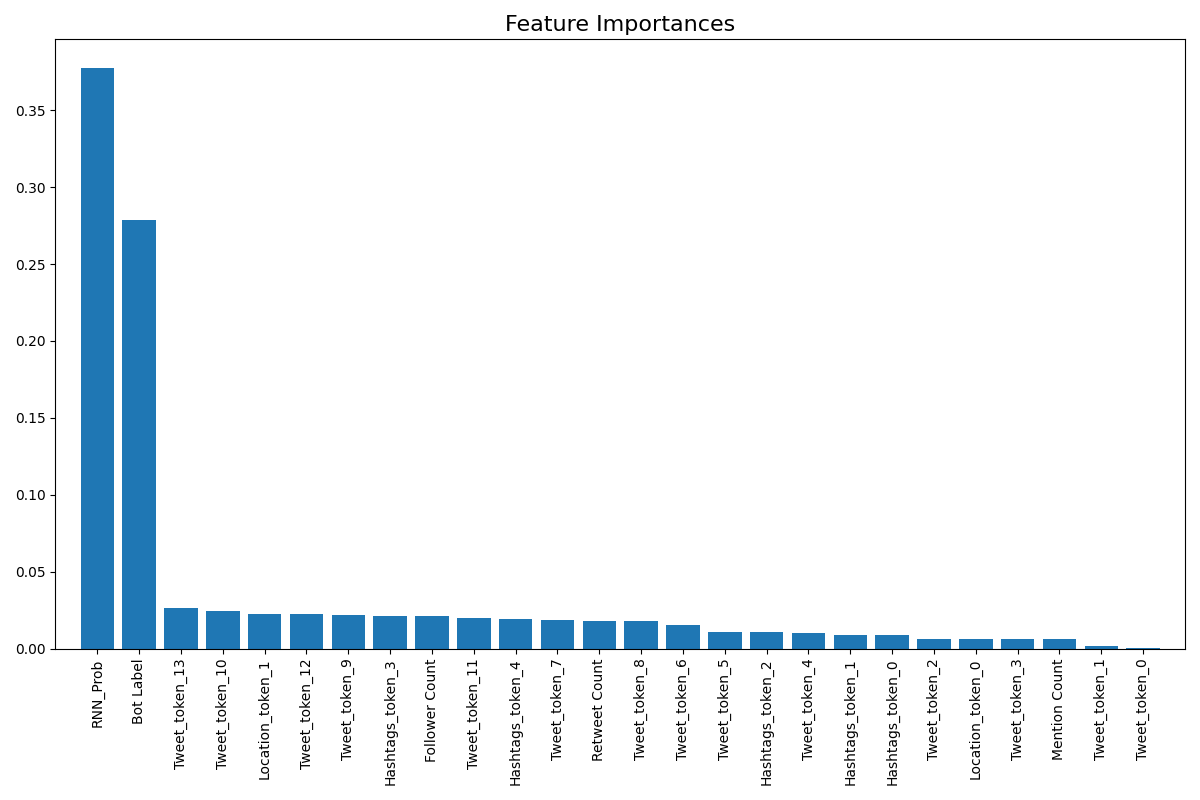 Feature Importances
0.35
0.30
0.25
0.20
0.15
0.10
0.05
0.00
RNN_Prob
Bot Label
Tweet_token_13
Tweet_token_10
Location_token_1
Tweet_token_12
Tweet_token_9
Hashtags_token_3
Follower Count
Tweet_token_11
Hashtags_token_4
Tweet_token_7
Retweet Count
Tweet_token_8
Tweet_token_6
Tweet_token_5
Hashtags_token_2
Tweet_token_4
Hashtags_token_1
Hashtags_token_0
Tweet_token_2
Location_token_0
Tweet_token_3
Mention Count
Tweet_token_1
Tweet_token_0